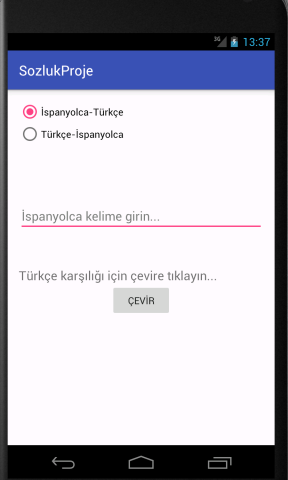 3G 13:37
SozlukProje
İspanyolca-Türkçe
Türkçe-İspanyolca
İspanyolca kelime girin...
Türkçe karşılığı için çevire tıklayın...
ÇEVİR